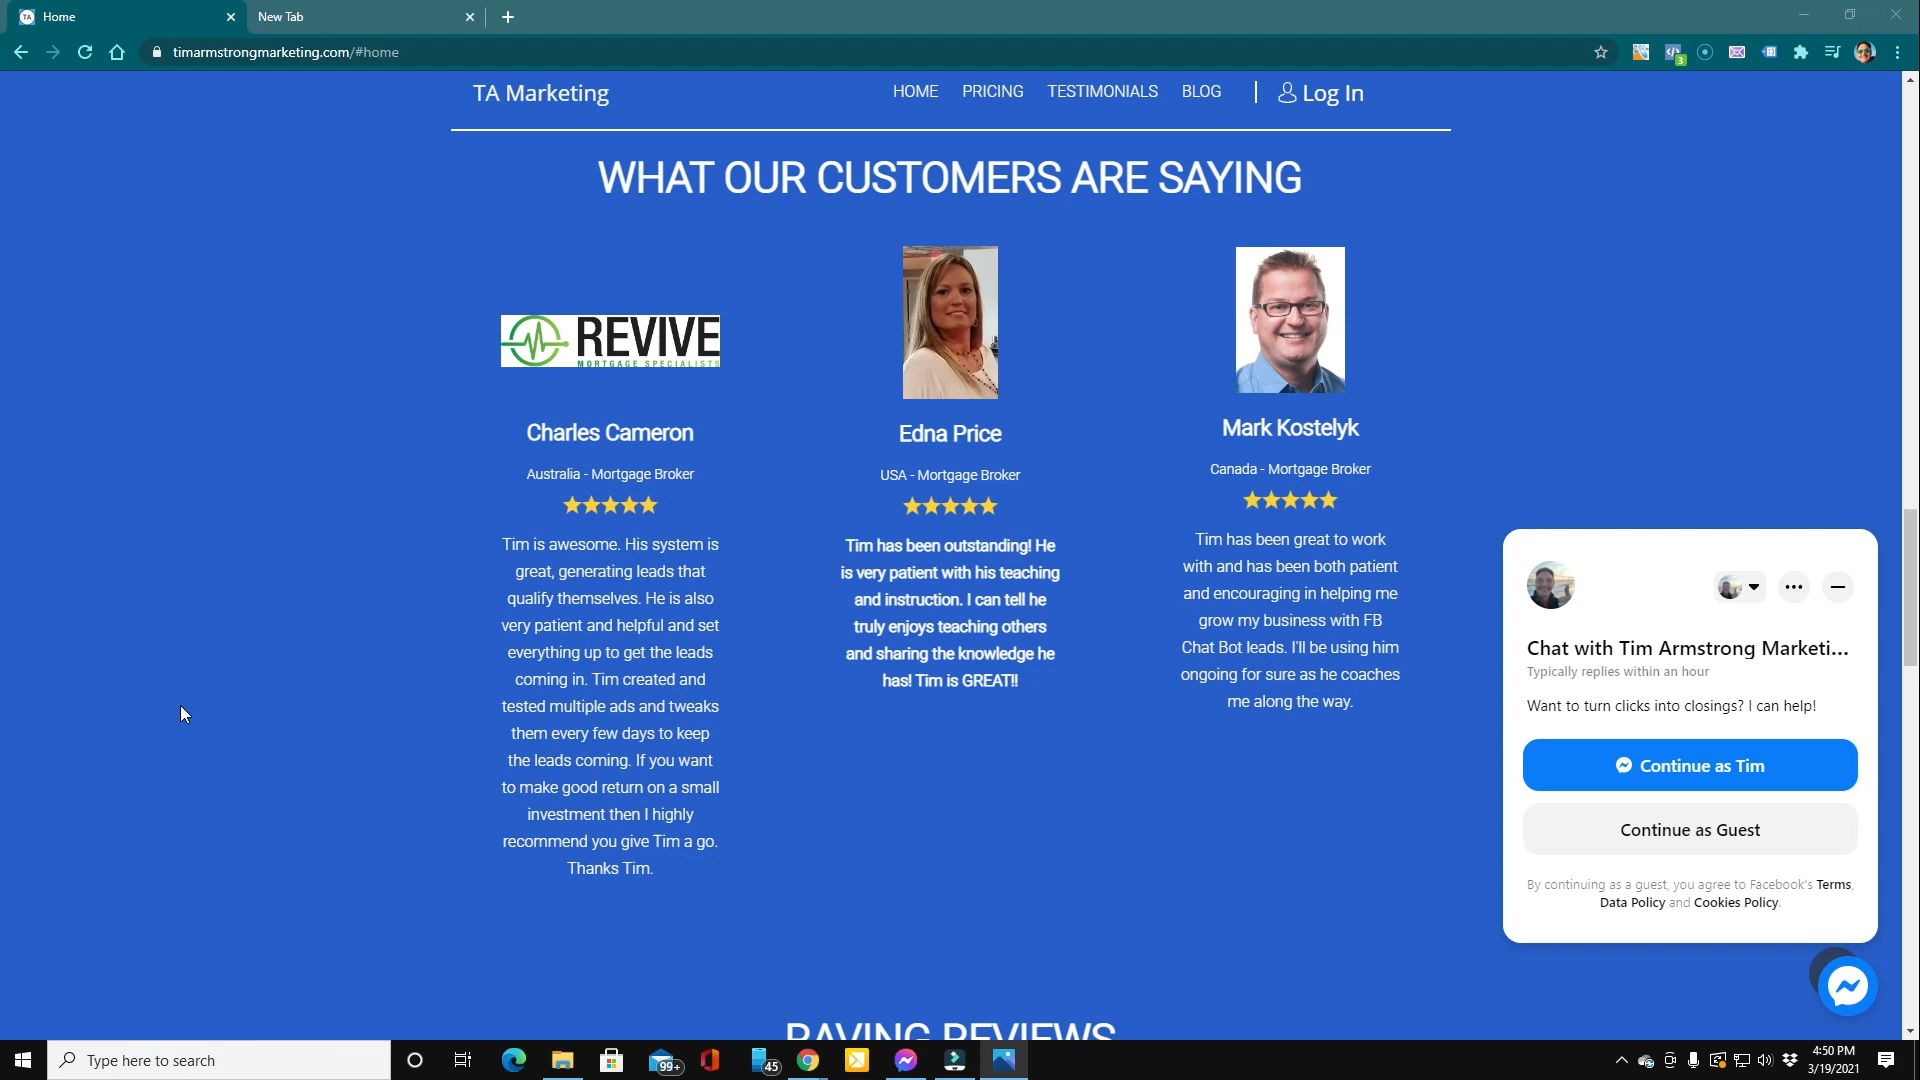 Home
New Tab
timarmstrongmarketing.com/#home
3
TA Marketing
HOME
PRICING
TESTIMONIALS
BLOG
Log In
WHAT OUR CUSTOMERS ARE SAYING
REVIVE
MORTGAGE SPECIALISTS
Charles Cameron
Australia - Mortgage Broker
Tim is awesome. His system is
great, generating leads that
qualify themselves. He is also
very patient and helpful and set
everything up to get the leads
coming in. Tim created and
tested multiple ads and tweaks
them every few days to keep
the leads coming. If you want
to make good return on a small
investment then I highly
recommend you give Tim a go.
Thanks Tim.
Edna Price
USA - Mortgage Broker
Tim has been outstanding! He
is very patient with his teaching
and instruction. I can tell he
truly enjoys teaching others
and sharing the knowledge he
has! Tim is GREAT!!
Mark Kostelyk
Canada - Mortgage Broker
Tim has been great to work
with and has been both patient
and encouraging in helping me
grow my business with FB
Chat Bot leads. I'll be using him
ongoing for sure as he coaches
me along the way.
Chat with Tim Armstrong Marketi...
Typically replies within an hour
Want to turn clicks into closings? I can help!
Continue as Tim
Continue as Guest
By continuing as a guest, you agree to Facebook's Terms,
Data Policy and Cookies Policy.
RAVING REVIEWS
Type here to search
99+
45
4:50 PM
3/19/2021